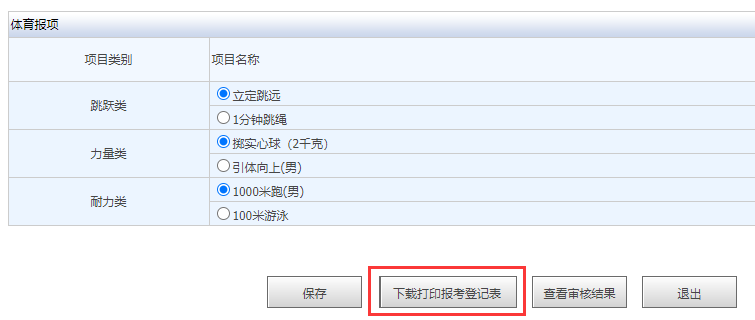 体育报项
项目类别 项目名称
跳跃类
立定跳远
1分钟跳绳
力量类
掷实心球（2千克）
引体向上(男)
耐力类
1000米跑(男)
100米游泳
保存 下载打印报考登记表 查看审核结果 退出